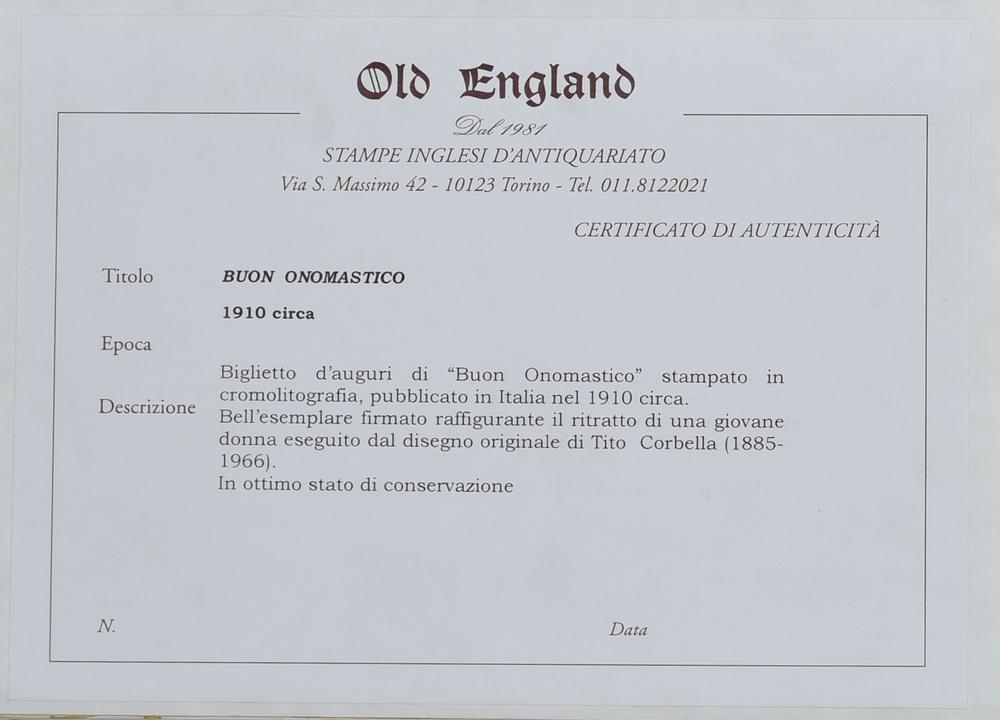 Old England
Dal 1981
STAMPE INGLESI D'ANTIQUARIATO
Via S. Massimo 42 - 10123 Torino - Tel. 011.8122021
CERTIFICATO DI AUTENTICITÀ
Titolo BUON ONOMASTICO
1910 circa
Epoca
Descrizione
Biglietto d'auguri di “Buon Onomastico” stampato in
cromolitografia, pubblicato in Italia nel 1910 circa.
Bell'esemplare firmato raffigurante il ritratto di una giovane
donna eseguito dal disegno originale di Tito Corbella (1885-
1966).
In ottimo stato di conservazione
N. Data